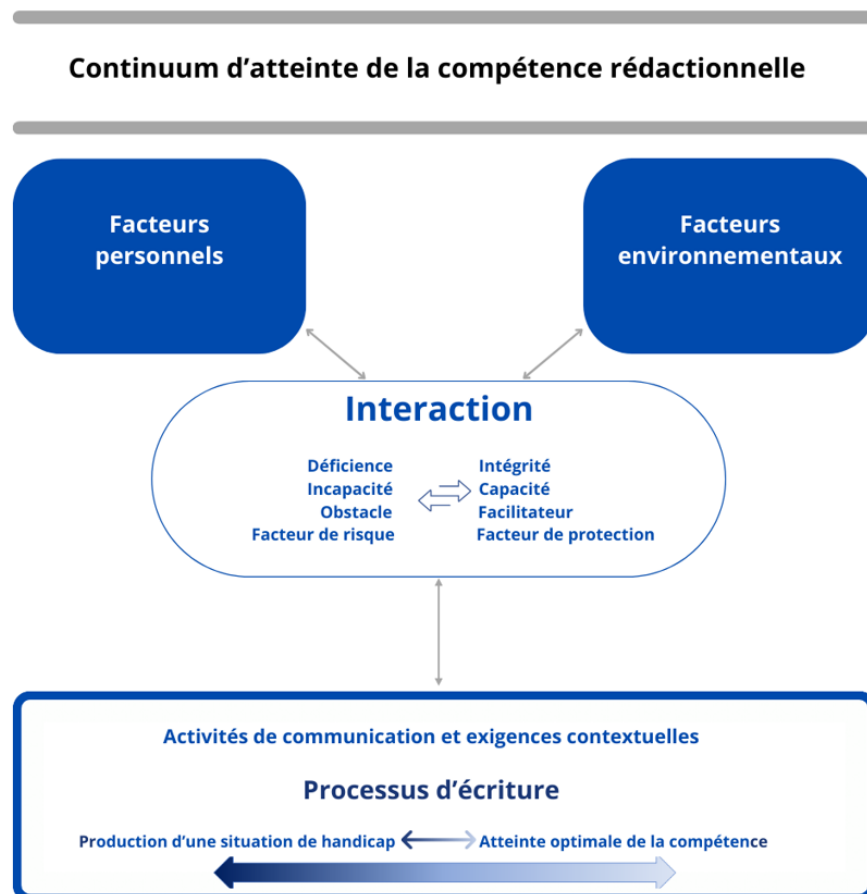 Continuum d’atteinte de la compétence rédactionnelle
Facteurs
personnels
Facteurs
environnementaux
Interaction
Déficience
Incapacité
Obstacle
Facteur de risque
Intégrité
Capacité
Facilitateur
Facteur de protection
Activités de communication et exigences contextuelles
Processus d’écriture
Production d’une situation de handicap
Atteinte optimale de la compétence